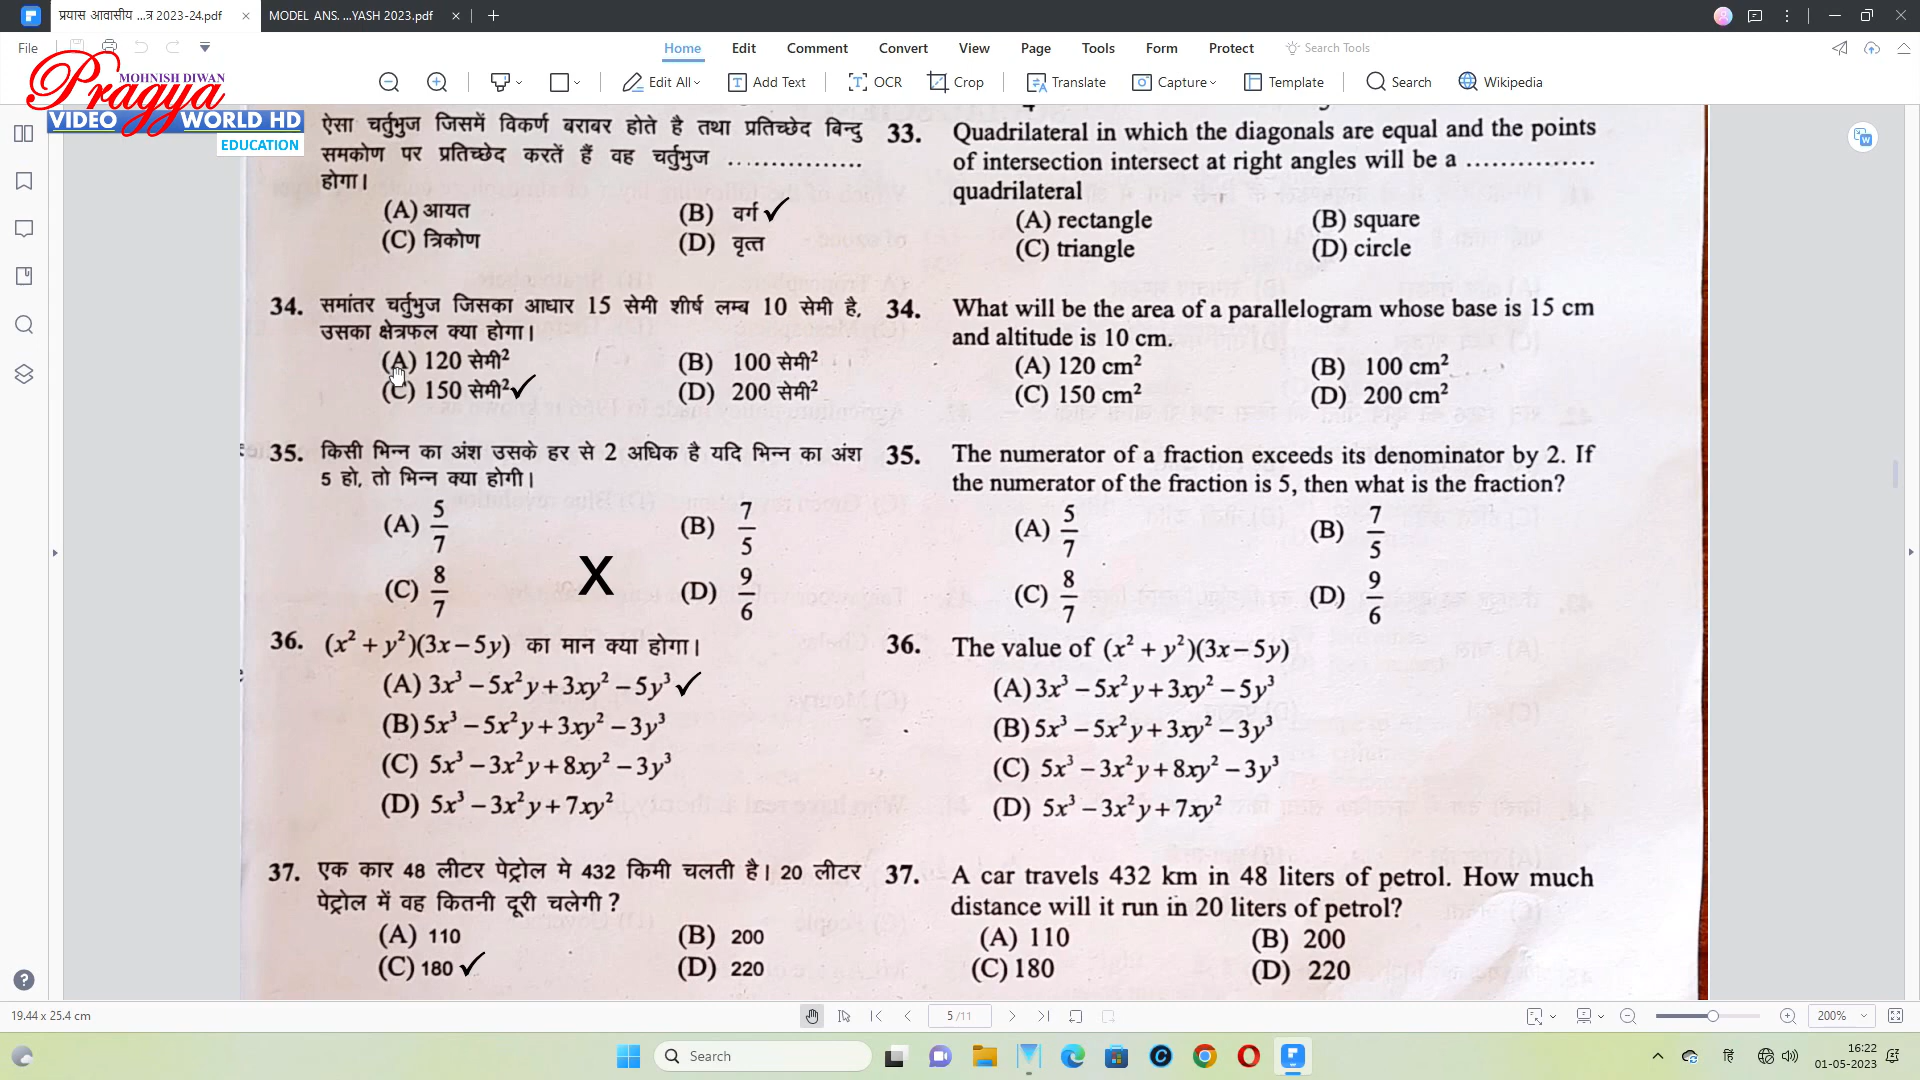 प्रयास आवासीय ...त्र 2023-24.pdf
MODEL ANS. ...YASH 2023.pdf
File
Home Edit Comment Convert View Page Tools Form Protect Search Tools
Edit All Add Text OCR Crop Translate Capture Template Search Wikipedia
MOHNISH DIWAN
Pragya
VIDEO WORLD HD
EDUCATION
ऐसा चर्तुभुज जिसमें विकर्ण बराबर होते है तथा प्रतिच्छेद बिन्दु
समकोण पर प्रतिच्छेद करतें हैं वह चर्तुभुज ...............
होगा।
(A) आयत (B) वर्ग ✓
(C) त्रिकोण (D) वृत्त
34. समांतर चर्तुभुज जिसका आधार 15 सेमी शीर्ष लम्ब 10 सेमी है,
उसका क्षेत्रफल क्या होगा।
(A) 120 सेमी² (B) 100 सेमी²
(C) 150 सेमी² ✓ (D) 200 सेमी²
35. किसी भिन्न का अंश उसके हर से 2 अधिक है यदि भिन्न का अंश
5 हो, तो भिन्न क्या होगी।
(A) 5/7 (B) 7/5
(C) 8/7 X (D) 9/6
36. (x² + y²)(3x – 5y) का मान क्या होगा।
(A) 3x³ – 5x²y + 3xy² – 5y³ ✓
(B) 5x³ – 5x²y + 3xy² – 3y³
(C) 5x³ – 3x²y + 8xy² – 3y³
(D) 5x³ – 3x²y + 7xy²
37. एक कार 48 लीटर पेट्रोल मे 432 किमी चलती है। 20 लीटर
पेट्रोल में वह कितनी दूरी चलेगी ?
(A) 110 (B) 200
(C) 180 ✓ (D) 220
33. Quadrilateral in which the diagonals are equal and the points
of intersection intersect at right angles will be a ...............
quadrilateral
(A) rectangle (B) square
(C) triangle (D) circle
34. What will be the area of a parallelogram whose base is 15 cm
and altitude is 10 cm.
(A) 120 cm² (B) 100 cm²
(C) 150 cm² (D) 200 cm²
35. The numerator of a fraction exceeds its denominator by 2. If
the numerator of the fraction is 5, then what is the fraction?
(A) 5/7 (B) 7/5
(C) 8/7 (D) 9/6
36. The value of (x² + y²)(3x – 5y)
(A) 3x³ – 5x²y + 3xy² – 5y³
(B) 5x³ – 5x²y + 3xy² – 3y³
(C) 5x³ – 3x²y + 8xy² – 3y³
(D) 5x³ – 3x²y + 7xy²
37. A car travels 432 km in 48 liters of petrol. How much
distance will it run in 20 liters of petrol?
(A) 110 (B) 200
(C) 180 (D) 220
19.44 x 25.4 cm
5 /11
200%
Search
हिं
16:22
01-05-2023